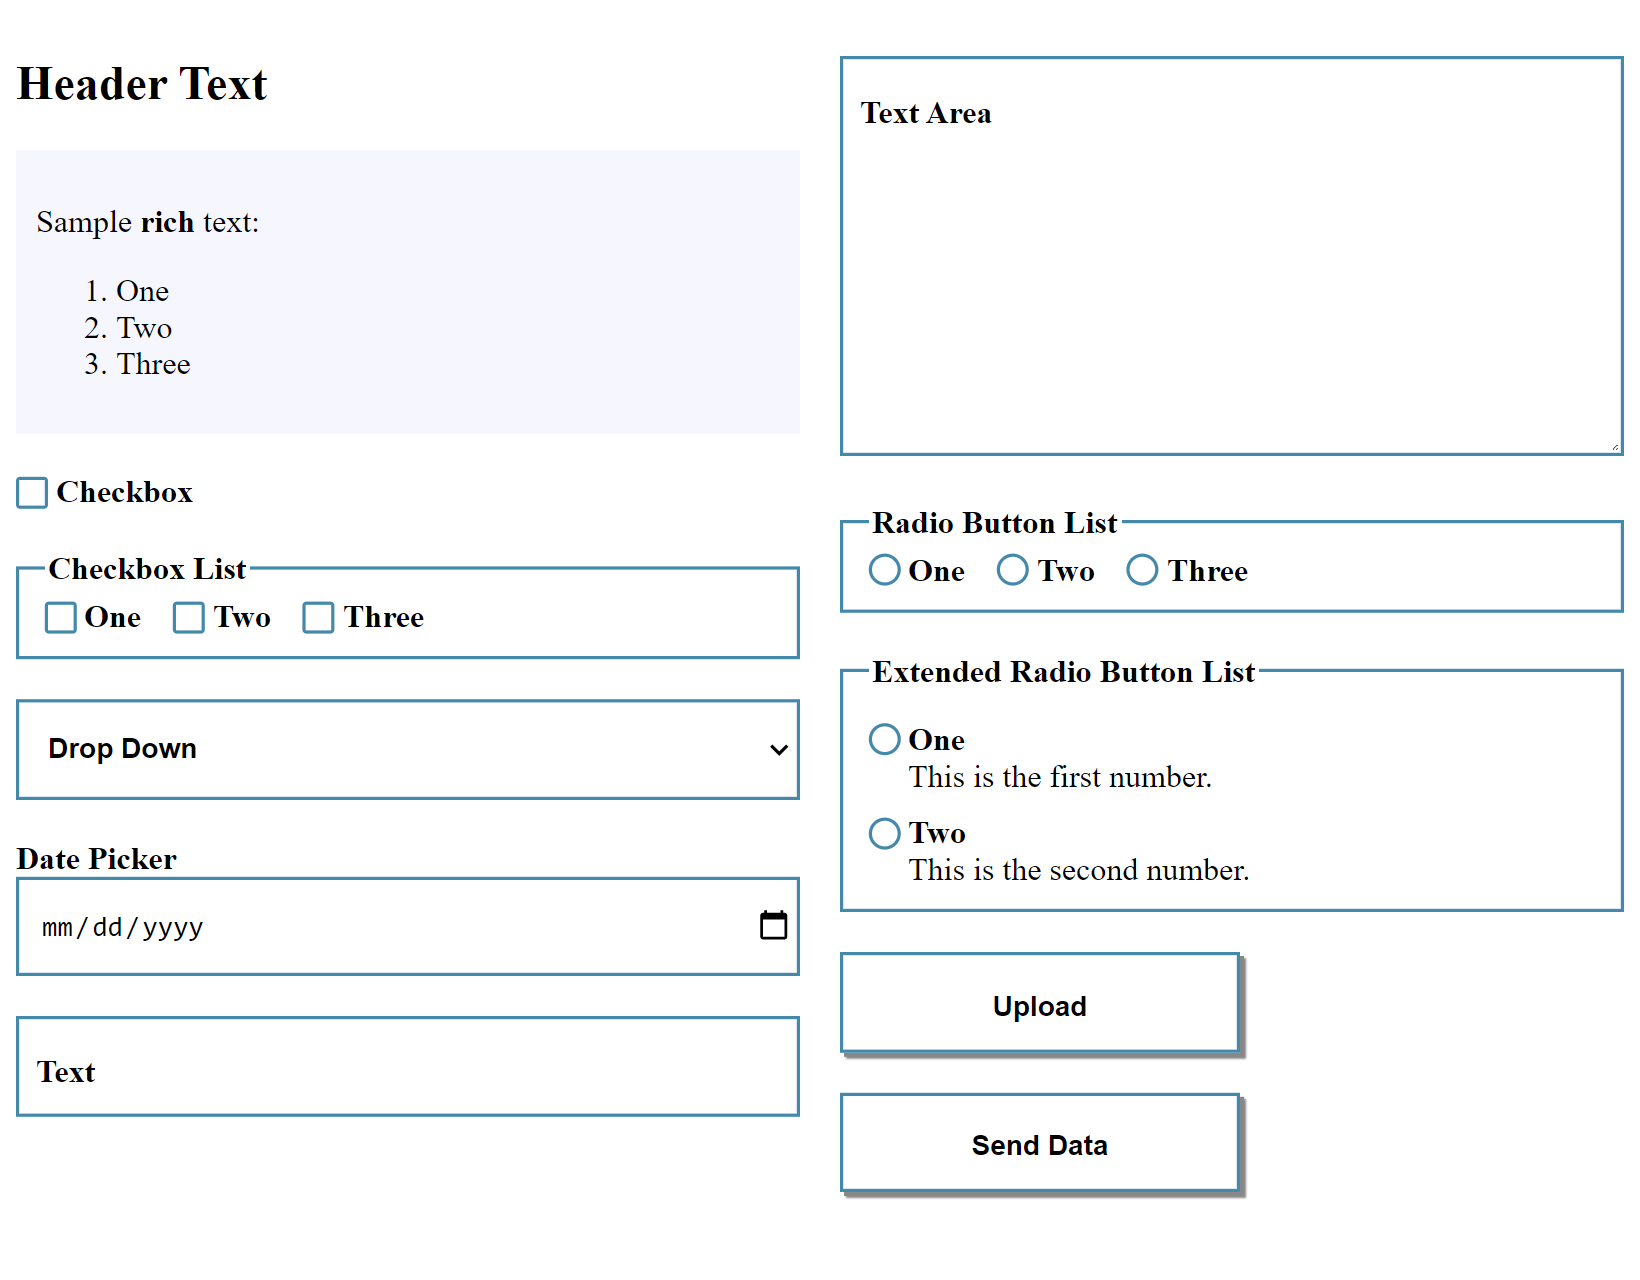 Header Text
Sample rich text:
1. One
2. Two
3. Three
Checkbox
Checkbox List
One Two Three
Drop Down
Date Picker
mm/dd/yyyy
Text
Text Area
Radio Button List
One Two Three
Extended Radio Button List
One
This is the first number.
Two
This is the second number.
Upload
Send Data